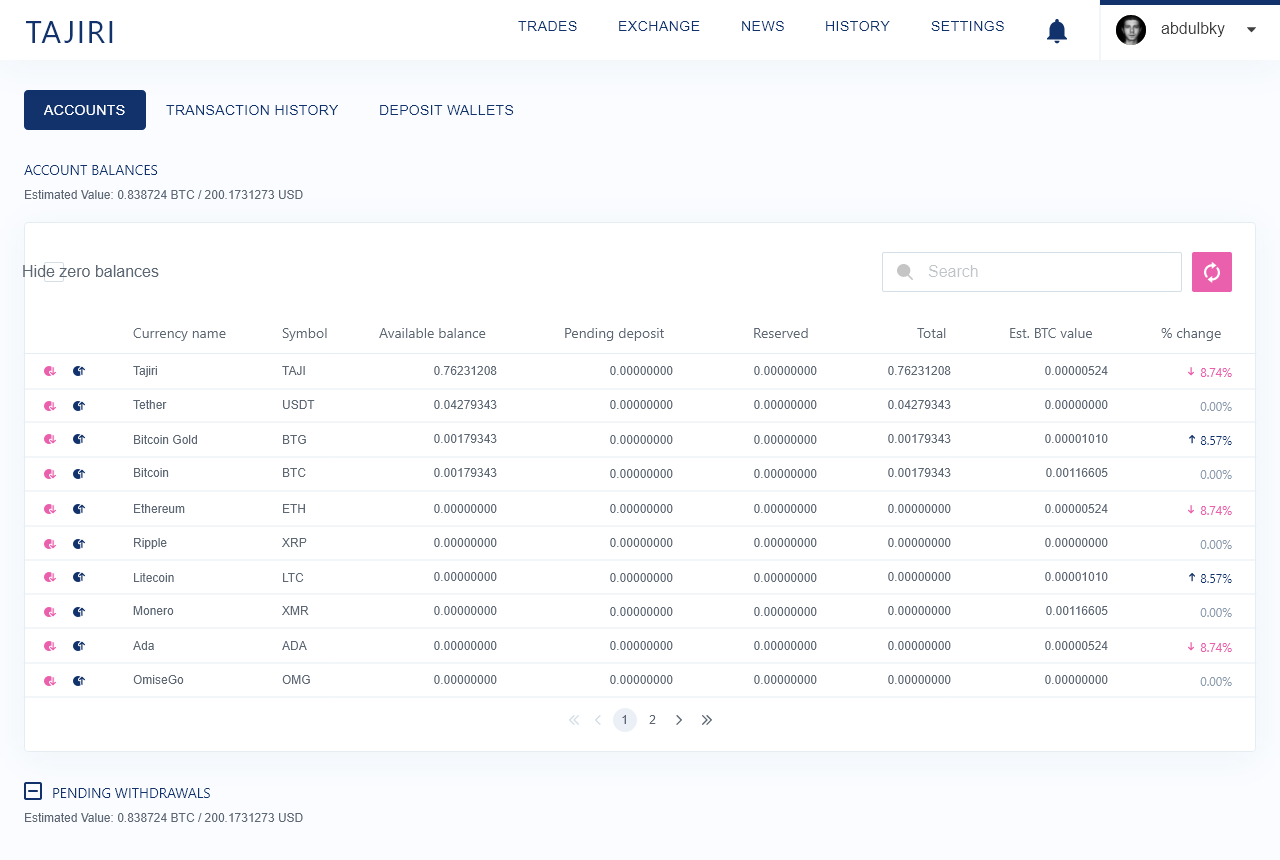 TAJIRI TRADES EXCHANGE NEWS HISTORY SETTINGS abdulbky
ACCOUNTS TRANSACTION HISTORY DEPOSIT WALLETS
ACCOUNT BALANCES
Estimated Value: 0.838724 BTC / 200.1731273 USD
Hide zero balances Search
Currency name Symbol Available balance Pending deposit Reserved Total Est. BTC value % change
Tajiri TAJI 0.76231208 0.00000000 0.00000000 0.76231208 0.00000524 8.74%
Tether USDT 0.04279343 0.00000000 0.00000000 0.04279343 0.00000000 0.00%
Bitcoin Gold BTG 0.00179343 0.00000000 0.00000000 0.00179343 0.00001010 8.57%
Bitcoin BTC 0.00179343 0.00000000 0.00000000 0.00179343 0.00116605 0.00%
Ethereum ETH 0.00000000 0.00000000 0.00000000 0.00000000 0.00000524 8.74%
Ripple XRP 0.00000000 0.00000000 0.00000000 0.00000000 0.00000000 0.00%
Litecoin LTC 0.00000000 0.00000000 0.00000000 0.00000000 0.00001010 8.57%
Monero XMR 0.00000000 0.00000000 0.00000000 0.00000000 0.00116605 0.00%
Ada ADA 0.00000000 0.00000000 0.00000000 0.00000000 0.00000524 8.74%
OmiseGo OMG 0.00000000 0.00000000 0.00000000 0.00000000 0.00000000 0.00%
1 2
PENDING WITHDRAWALS
Estimated Value: 0.838724 BTC / 200.1731273 USD